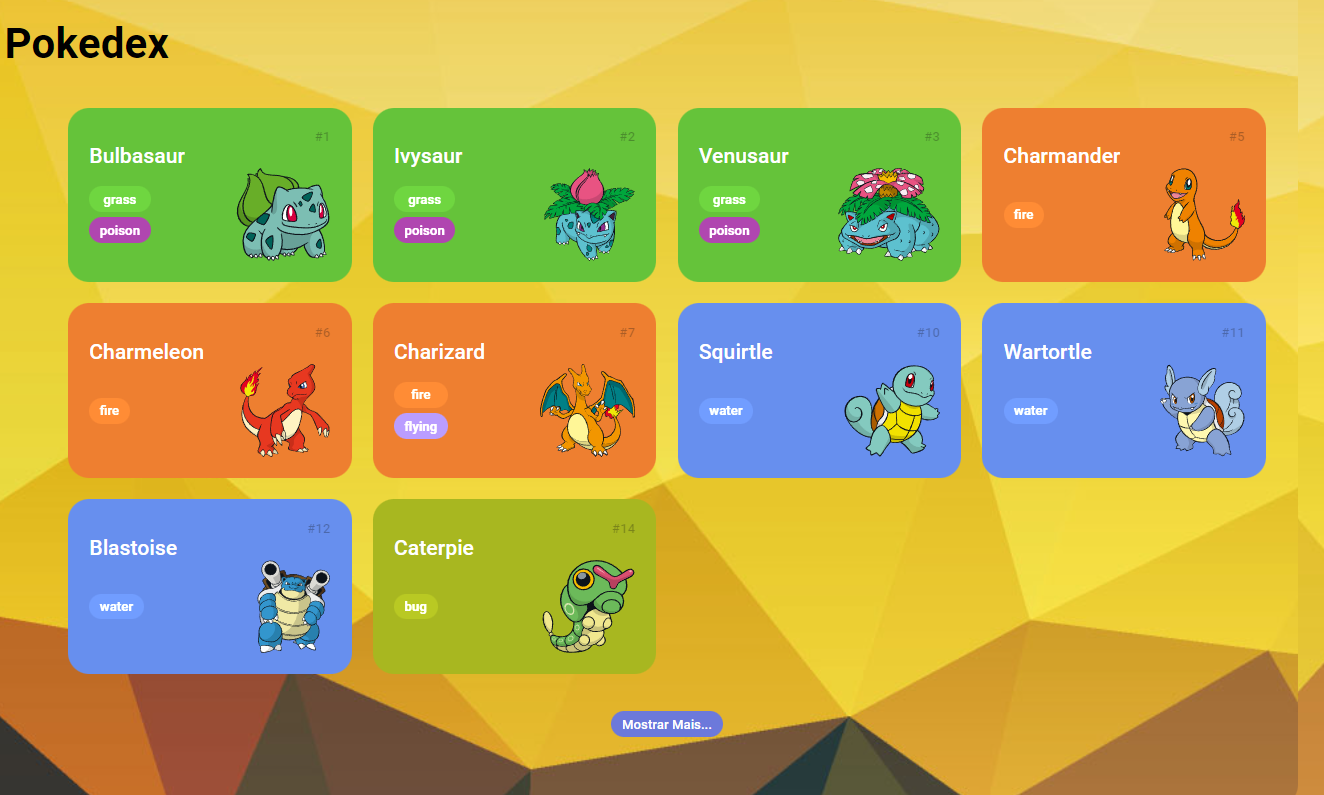 Pokedex
#1
Bulbasaur
grass
poison
#2
Ivysaur
grass
poison
#3
Venusaur
grass
poison
#5
Charmander
fire
#6
Charmeleon
fire
#7
Charizard
fire
flying
#10
Squirtle
water
#11
Wartortle
water
#12
Blastoise
water
#14
Caterpie
bug
Mostrar Mais...